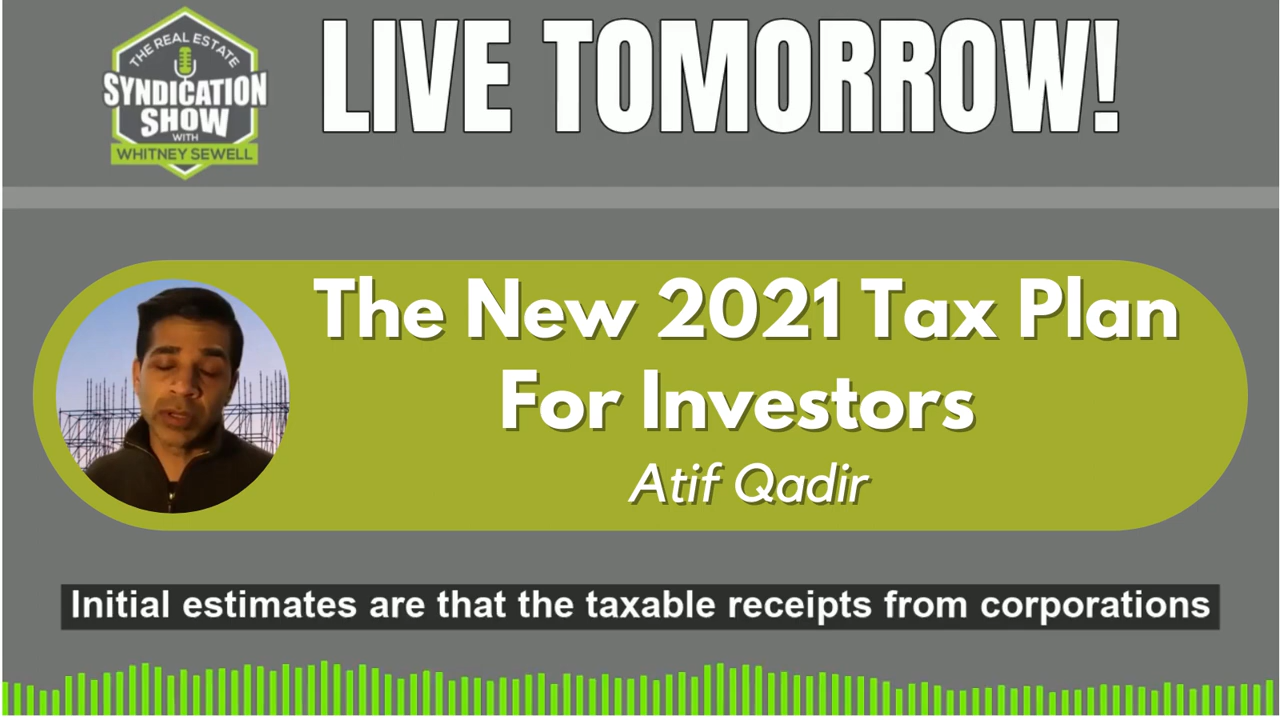 THE REAL ESTATE
SYNDICATION
SHOW
WITH
WHITNEY SEWELL
LIVE TOMORROW!
The New 2021 Tax Plan
For Investors
Atif Qadir
Initial estimates are that the taxable receipts from corporations